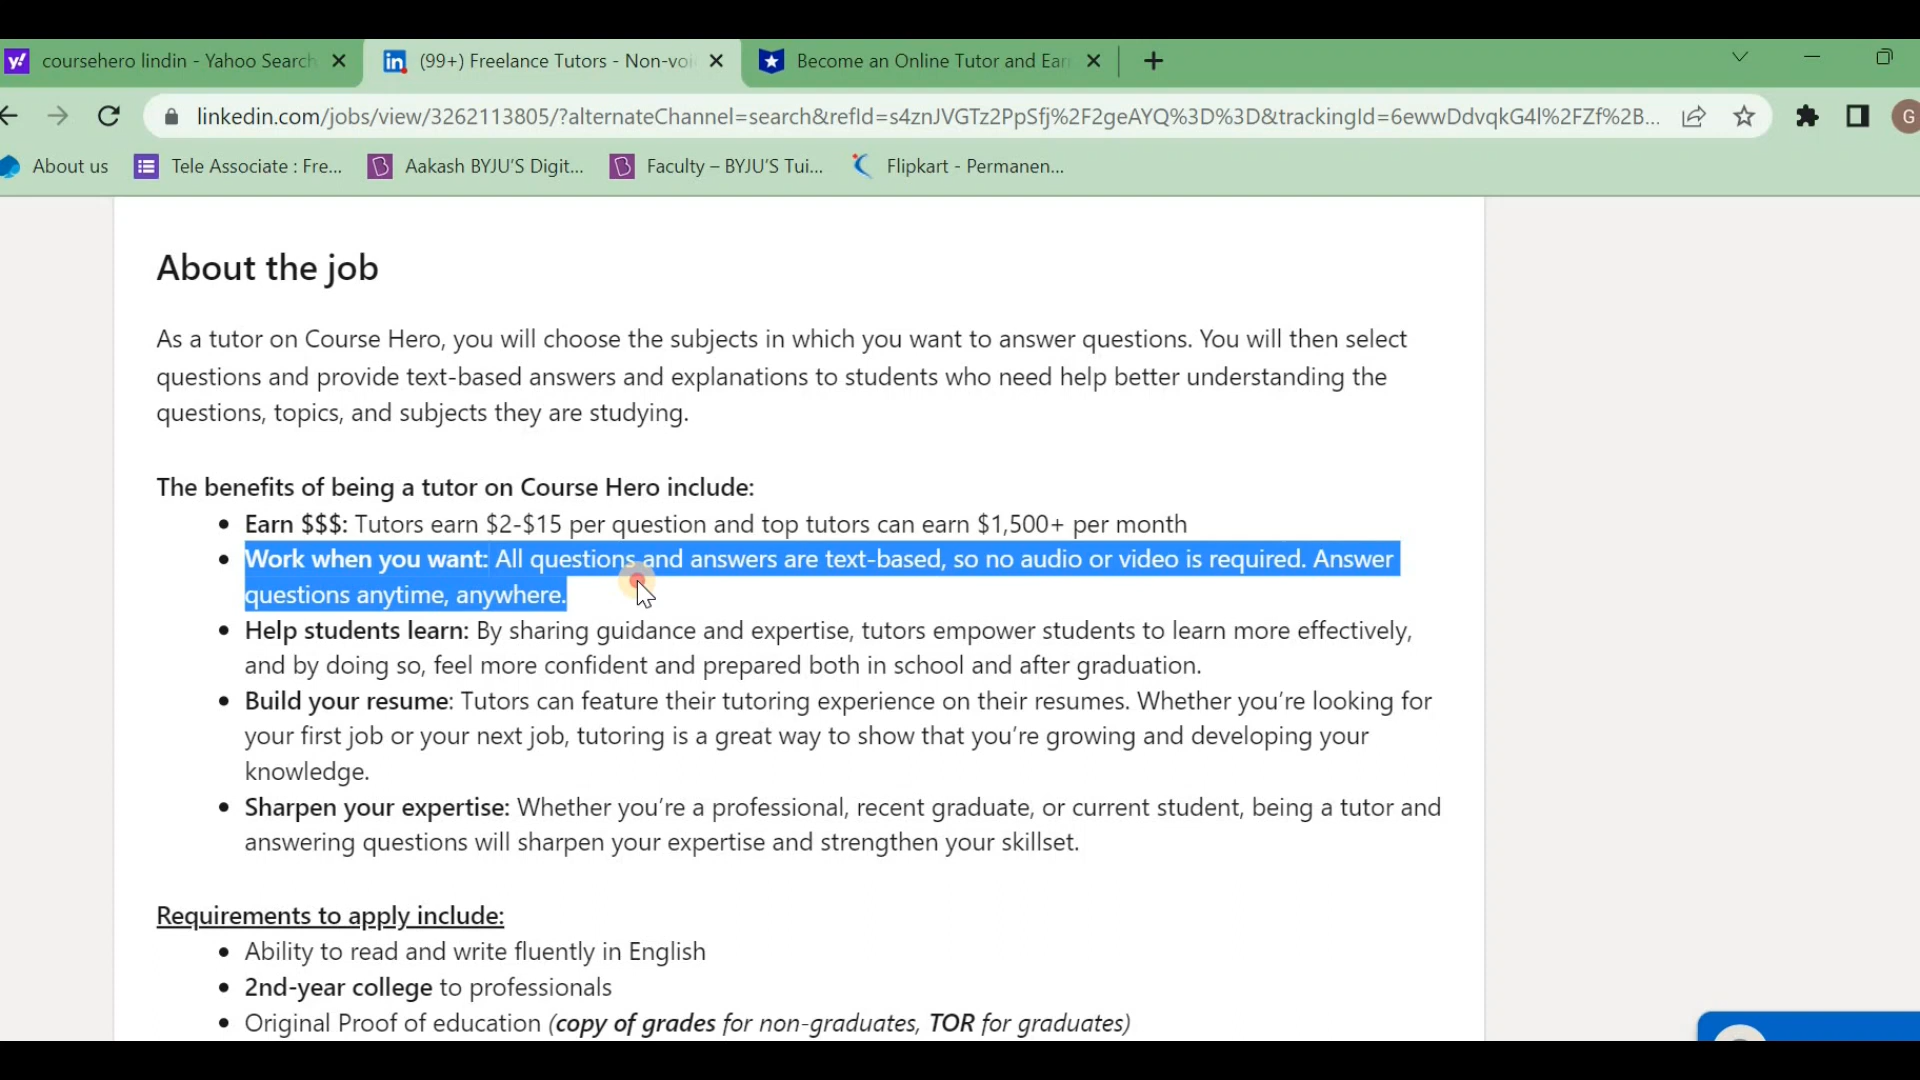 coursehero lindin - Yahoo Search
(99+) Freelance Tutors - Non-voi
Become an Online Tutor and Earn
linkedin.com/jobs/view/3262113805/?alternateChannel=search&refId=s4znJVGTz2PpSfj%2F2geAYQ%3D%3D&trackingId=6ewwDdvqkG4l%2FZf%2B...
G
About us
Tele Associate : Fre...
Aakash BYJU'S Digit...
Faculty – BYJU'S Tui...
Flipkart - Permanen...
About the job
As a tutor on Course Hero, you will choose the subjects in which you want to answer questions. You will then select
questions and provide text-based answers and explanations to students who need help better understanding the
questions, topics, and subjects they are studying.
The benefits of being a tutor on Course Hero include:
• Earn $$$: Tutors earn $2-$15 per question and top tutors can earn $1,500+ per month
• Work when you want: All questions and answers are text-based, so no audio or video is required. Answer
questions anytime, anywhere.
• Help students learn: By sharing guidance and expertise, tutors empower students to learn more effectively,
and by doing so, feel more confident and prepared both in school and after graduation.
• Build your resume: Tutors can feature their tutoring experience on their resumes. Whether you're looking for
your first job or your next job, tutoring is a great way to show that you're growing and developing your
knowledge.
• Sharpen your expertise: Whether you're a professional, recent graduate, or current student, being a tutor and
answering questions will sharpen your expertise and strengthen your skillset.
Requirements to apply include:
• Ability to read and write fluently in English
• 2nd-year college to professionals
• Original Proof of education (copy of grades for non-graduates, TOR for graduates)